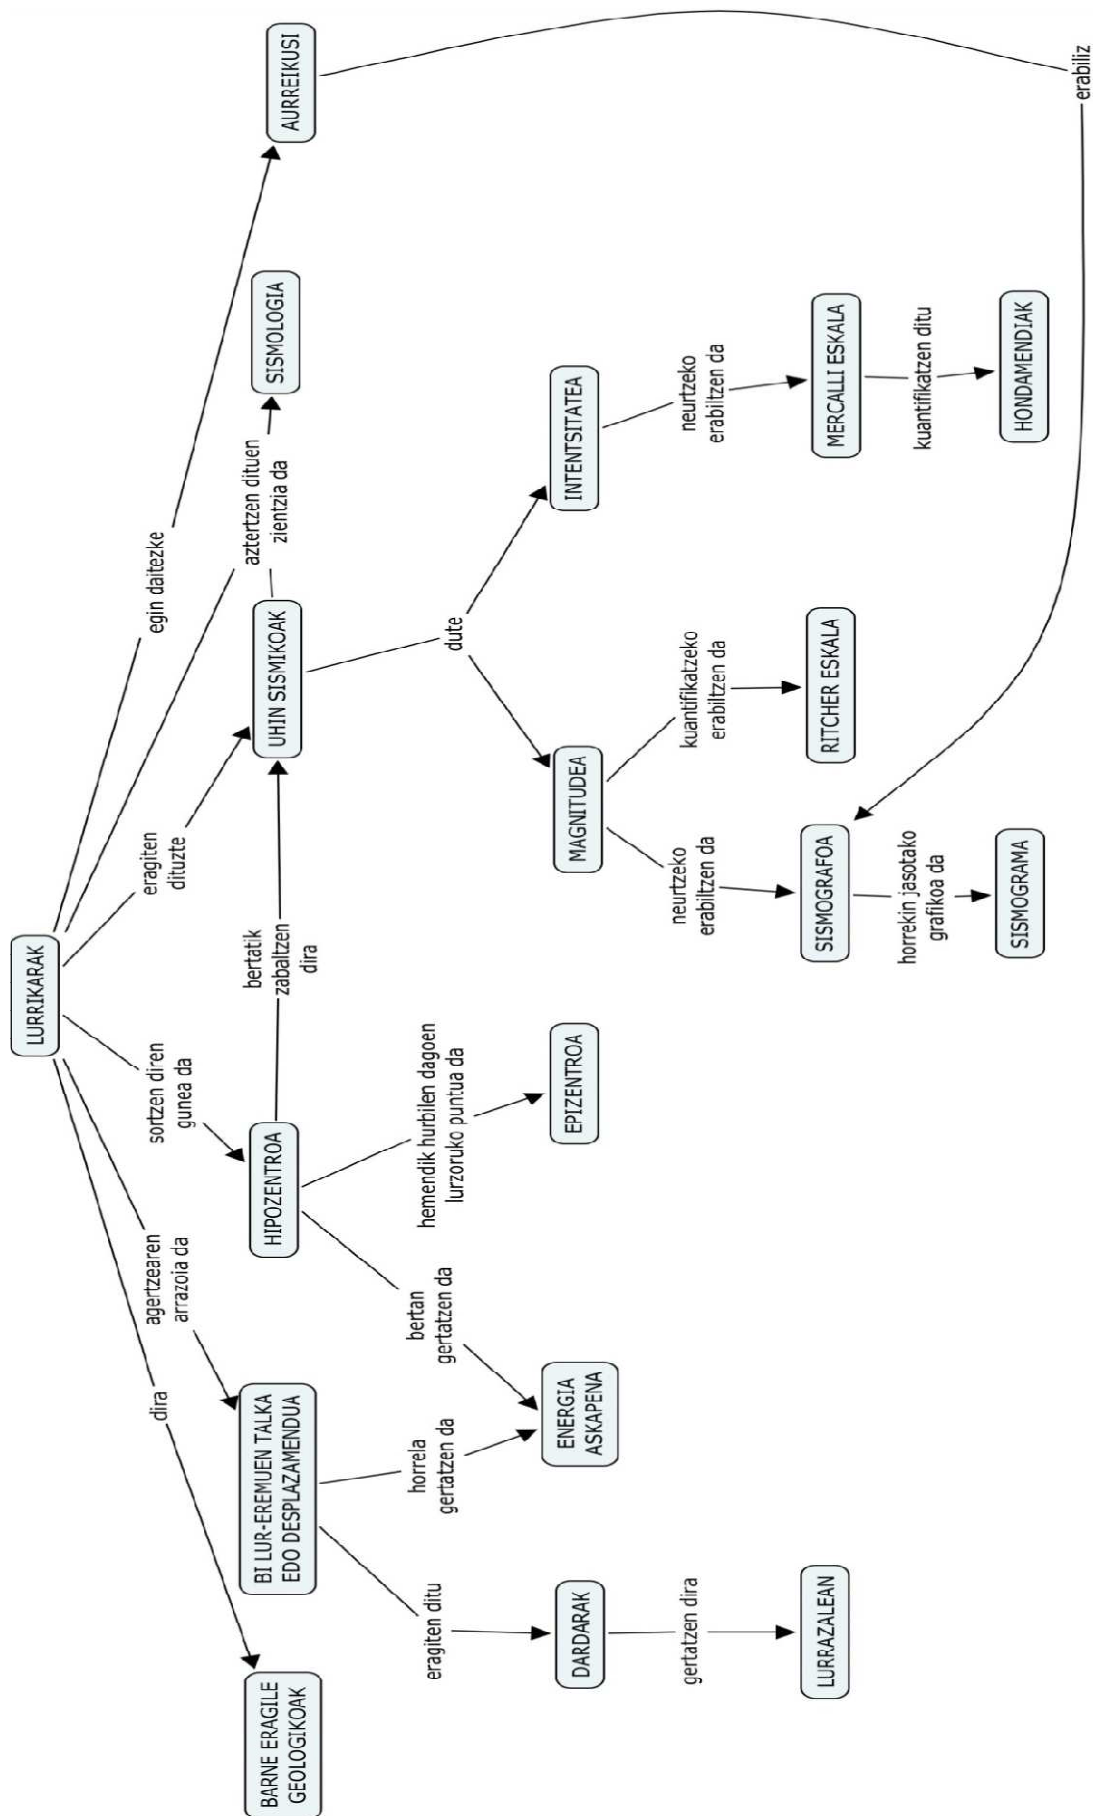 LURRIKARAK
dira
agertzearen
arrazoia da
sortzen diren
gunea da
eragiten
dituzte
aztertzen dituen
zientzia da
egin daitezke
BARNE ERAGILE
GEOLOGIKOAK
BI LUR-EREMUEN TALKA
EDO DESPLAZAMENDUA
HIPOZENTROA
bertatik
zabaltzen
dira
UHIN SISMIKOAK
SISMOLOGIA
AURREIKUSI
eragiten ditu
horrela
gertatzen da
bertan
gertatzen da
hemendik hurbilen dagoen
lurzoruko puntua da
dute
DARDARAK
ENERGIA
ASKAPENA
EPIZENTROA
MAGNITUDEA
INTENTSITATEA
gertatzen dira
neurtzeko
erabiltzen da
kuantifikatzeko
erabiltzen da
neurtzeko
erabiltzen da
LURRAZALEAN
SISMOGRAFOA
RITCHER ESKALA
MERCALLI ESKALA
horrekin jasotako
grafikoa da
kuantifikatzen ditu
SISMOGRAMA
HONDAMENDIAK
erabiliz